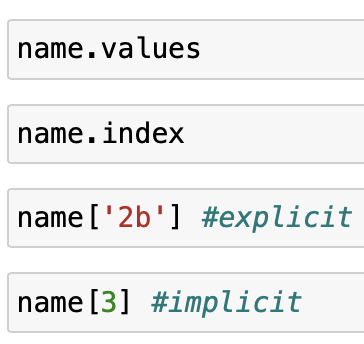 name.values
name.index
name['2b'] #explicit
name[3] #implicit